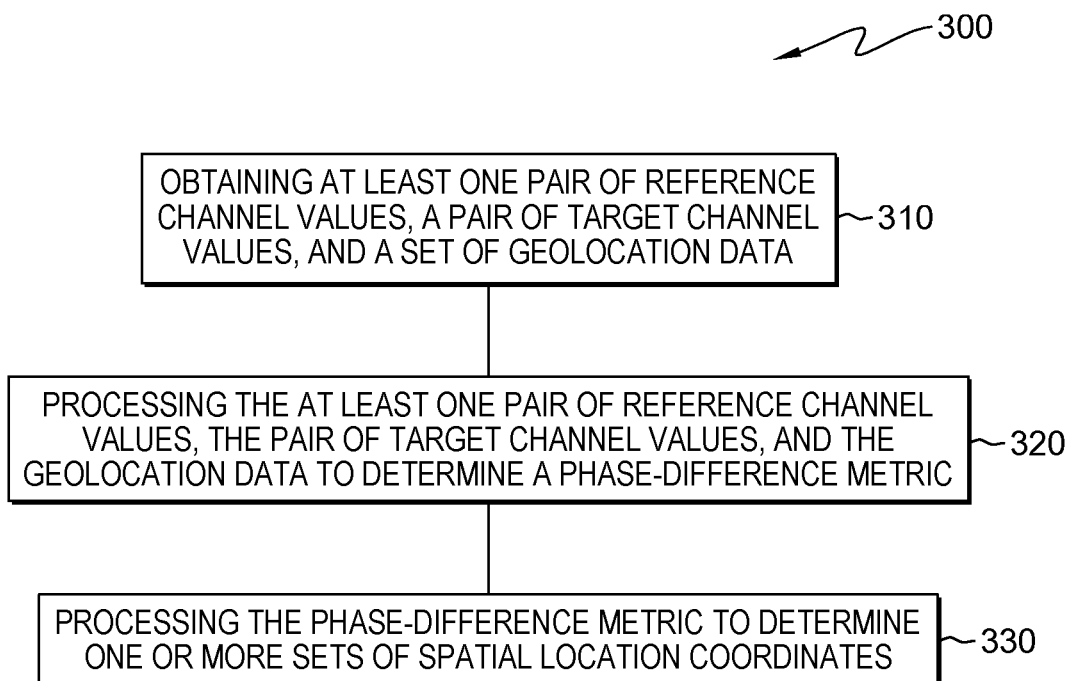 300
OBTAINING AT LEAST ONE PAIR OF REFERENCE
CHANNEL VALUES, A PAIR OF TARGET CHANNEL
VALUES, AND A SET OF GEOLOCATION DATA
310
PROCESSING THE AT LEAST ONE PAIR OF REFERENCE CHANNEL
VALUES, THE PAIR OF TARGET CHANNEL VALUES, AND THE
GEOLOCATION DATA TO DETERMINE A PHASE-DIFFERENCE METRIC
320
PROCESSING THE PHASE-DIFFERENCE METRIC TO DETERMINE
ONE OR MORE SETS OF SPATIAL LOCATION COORDINATES
330